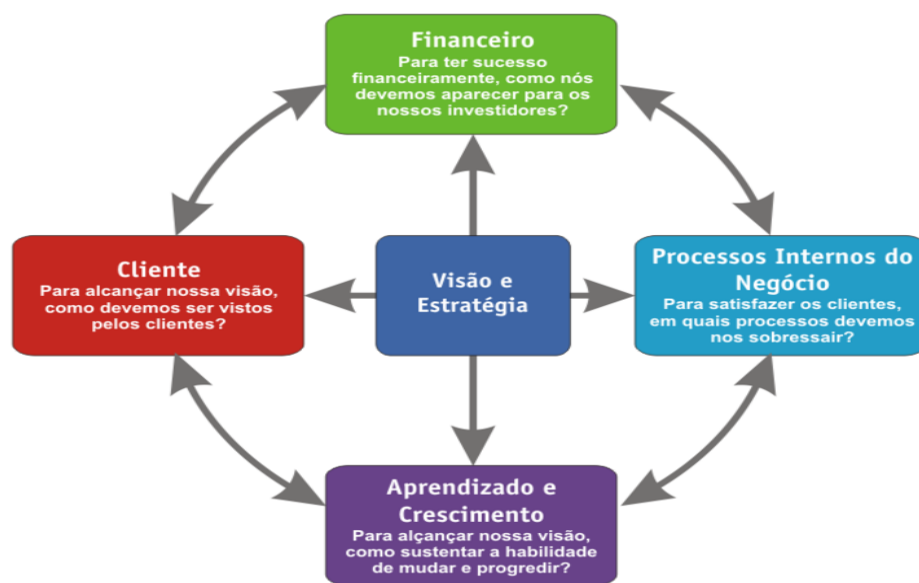 Financeiro
Para ter sucesso
financeiramente, como nós
devemos aparecer para os
nossos investidores?
Cliente
Para alcançar nossa visão,
como devemos ser vistos
pelos clientes?
Visão e
Estratégia
Processos Internos do
Negócio
Para satisfazer os clientes,
em quais processos devemos
nos sobressair?
Aprendizado e
Crescimento
Para alçançar nossa visão,
como sustentar a habilidade
de mudar e progredir?